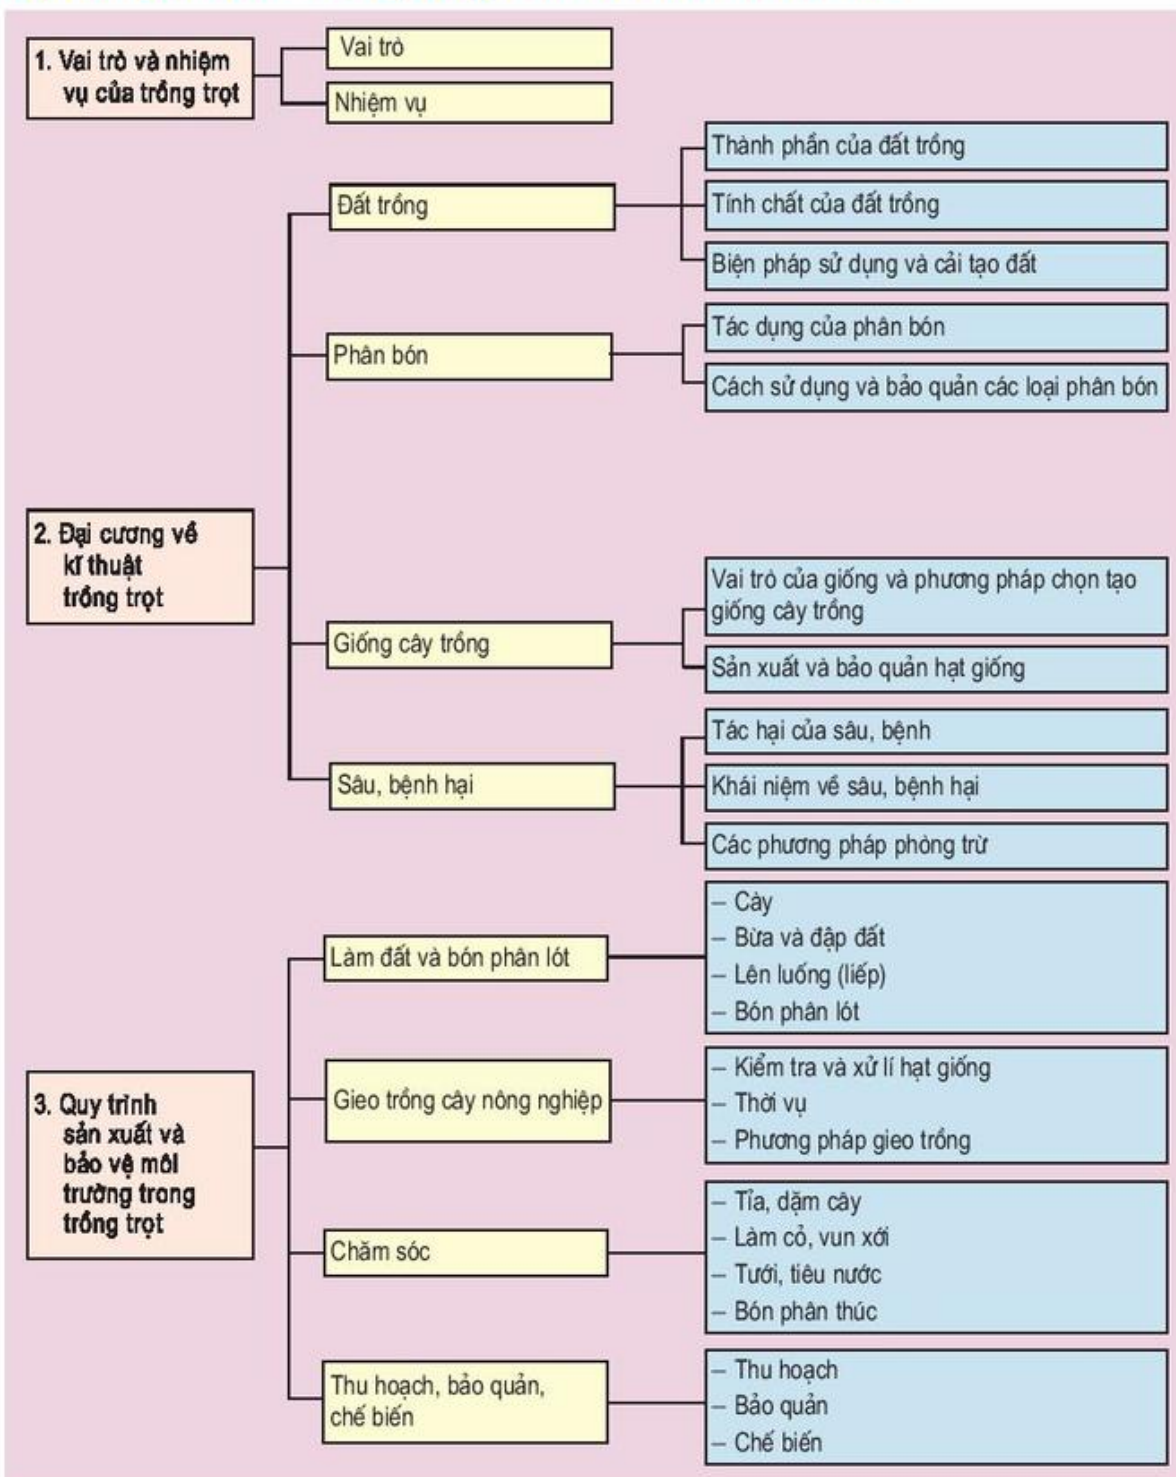 1. Vai trò và nhiệm
vụ của trồng trọt
Vai trò
Nhiệm vụ
2. Đại cương về
kĩ thuật
trồng trọt
Đất trồng
Thành phần của đất trồng
Tính chất của đất trồng
Biện pháp sử dụng và cải tạo đất
Phân bón
Tác dụng của phân bón
Cách sử dụng và bảo quản các loại phân bón
Giống cây trồng
Vai trò của giống và phương pháp chọn tạo
giống cây trồng
Sản xuất và bảo quản hạt giống
Sâu, bệnh hại
Tác hại của sâu, bệnh
Khái niệm về sâu, bệnh hại
Các phương pháp phòng trừ
3. Quy trình
sản xuất và
bảo vệ môi
trường trong
trồng trọt
Làm đất và bón phân lót
– Cày
– Bừa và đập đất
– Lên luống (liếp)
– Bón phân lót
Gieo trồng cây nông nghiệp
– Kiểm tra và xử lí hạt giống
– Thời vụ
– Phương pháp gieo trồng
Chăm sóc
– Tỉa, dặm cây
– Làm cỏ, vun xới
– Tưới, tiêu nước
– Bón phân thúc
Thu hoạch, bảo quản,
chế biến
– Thu hoạch
– Bảo quản
– Chế biến